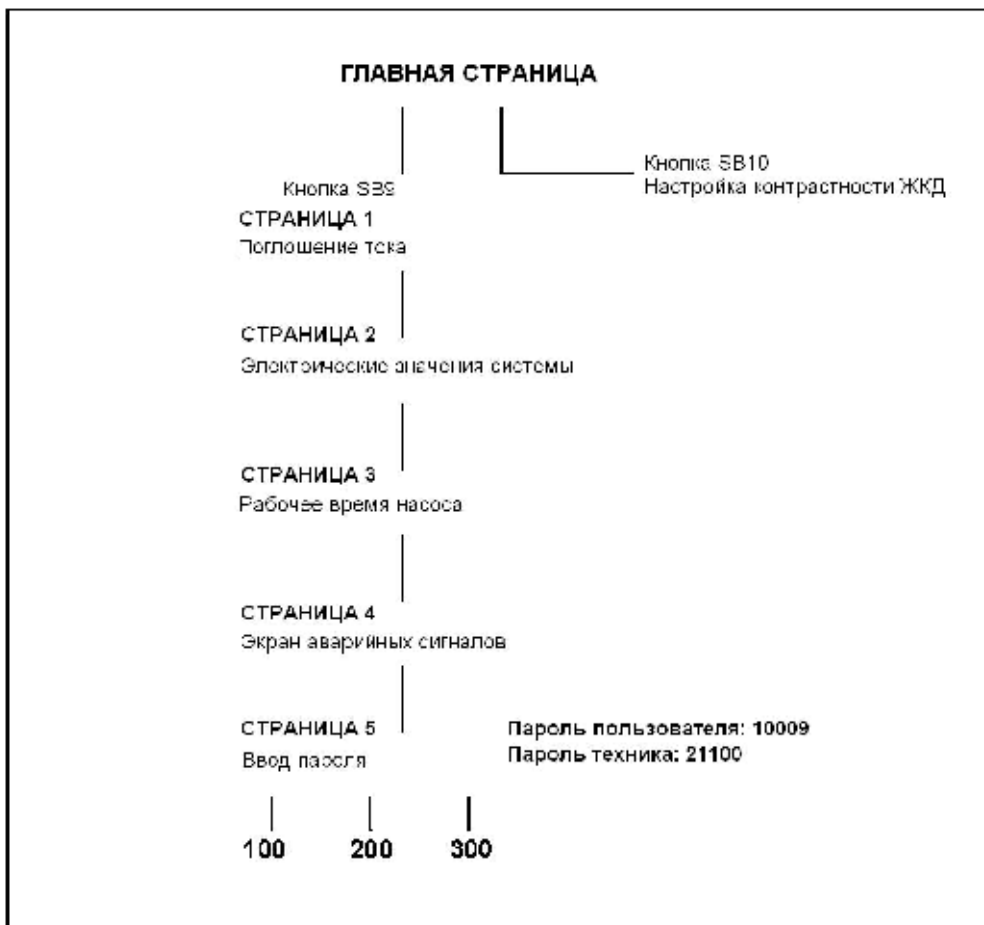 ГЛАВНАЯ СТРАНИЦА
Кнопка SB10
Настройка контрастности ЖКД
Кнопка SB9
СТРАНИЦА 1
Поглошение тока
СТРАНИЦА 2
Электрические значения системы
СТРАНИЦА 3
Рабочее время насоса
СТРАНИЦА 4
Экран аварийных сигналов
СТРАНИЦА 5
Ввод пароля
Пароль пользователя: 10009
Пароль техника: 21100
100 200 300